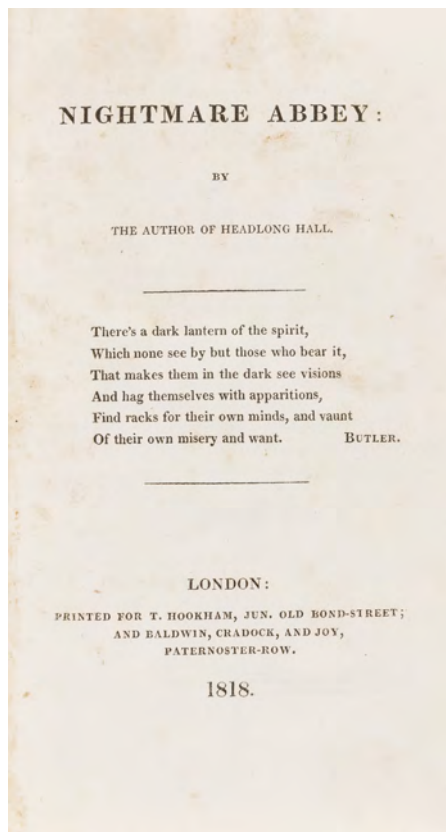 NIGHTMARE ABBEY:
BY
THE AUTHOR OF HEADLONG HALL.
There's a dark lantern of the spirit,
Which none see by but those who bear it,
That makes them in the dark see visions
And hag themselves with apparitions,
Find racks for their own minds, and vaunt
Of their own misery and want. BUTLER.
LONDON:
PRINTED FOR T. HOOKHAM, JUN. OLD BOND-STREET;
AND BALDWIN, CRADOCK, AND JOY,
PATERNOSTER-ROW.
1818.